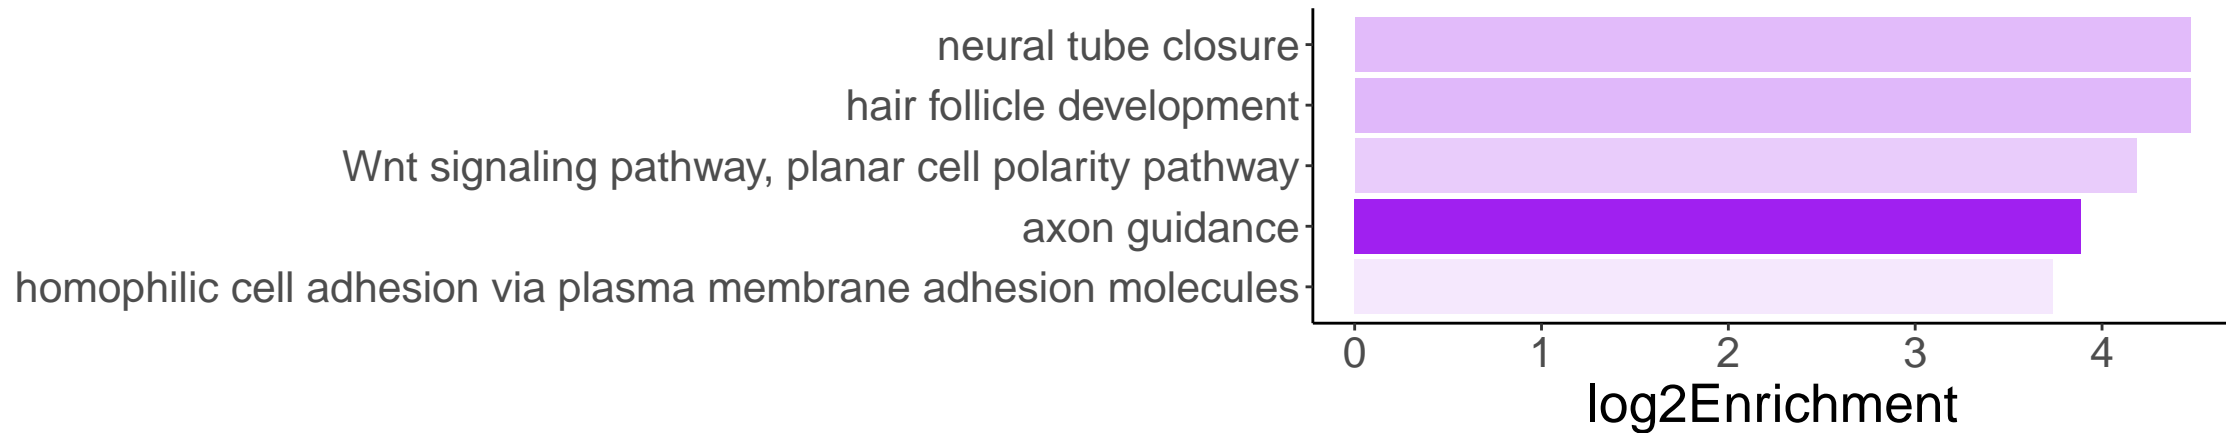 neural tube closure
hair follicle development
Wnt signaling pathway, planar cell polarity pathway
axon guidance
homophilic cell adhesion via plasma membrane adhesion molecules
0 1 2 3 4
log2Enrichment